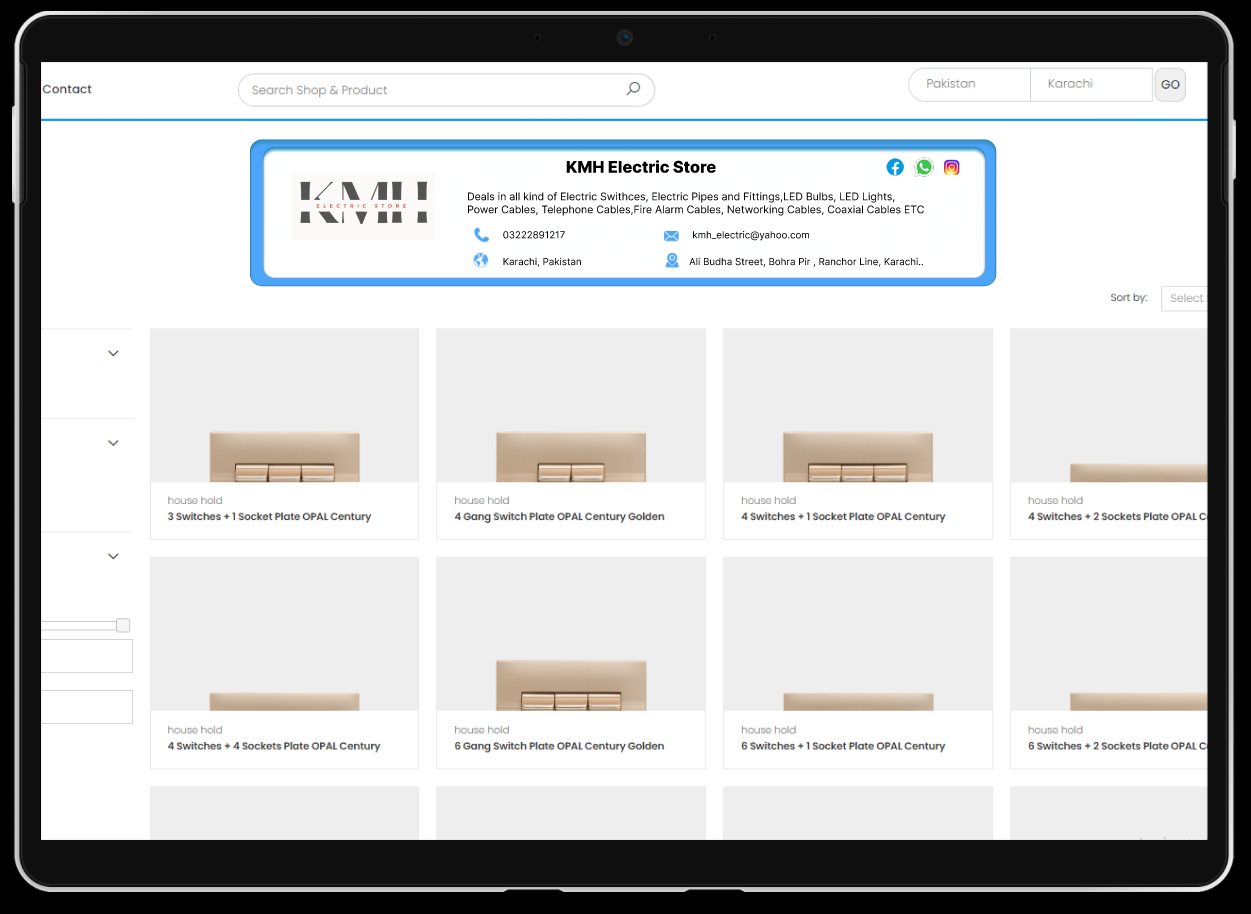 Contact
Search Shop & Product
Pakistan
Karachi
GO
KMH Electric Store
KMH
ELECTRIC STORE
Deals in all kind of Electric Swithces, Electric Pipes and Fittings,LED Bulbs, LED Lights,
Power Cables, Telephone Cables,Fire Alarm Cables, Networking Cables, Coaxial Cables ETC
03222891217
kmh_electric@yahoo.com
Karachi, Pakistan
Ali Budha Street, Bohra Pir , Ranchor Line, Karachi..
Sort by:
Select
house hold
3 Switches + 1 Socket Plate OPAL Century
house hold
4 Gang Switch Plate OPAL Century Golden
house hold
4 Switches + 1 Socket Plate OPAL Century
house hold
4 Switches + 2 Sockets Plate OPAL C
house hold
4 Switches + 4 Sockets Plate OPAL Century
house hold
6 Gang Switch Plate OPAL Century Golden
house hold
6 Switches + 1 Socket Plate OPAL Century
house hold
6 Switches + 2 Sockets Plate OPAL C